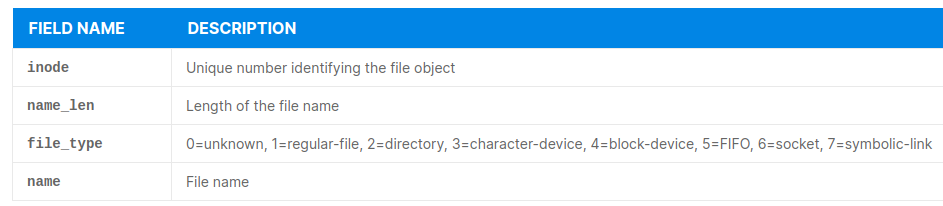 FIELD NAME DESCRIPTION
inode Unique number identifying the file object
name_len Length of the file name
file_type 0=unknown, 1=regular-file, 2=directory, 3=character-device, 4=block-device, 5=FIFO, 6=socket, 7=symbolic-link
name File name